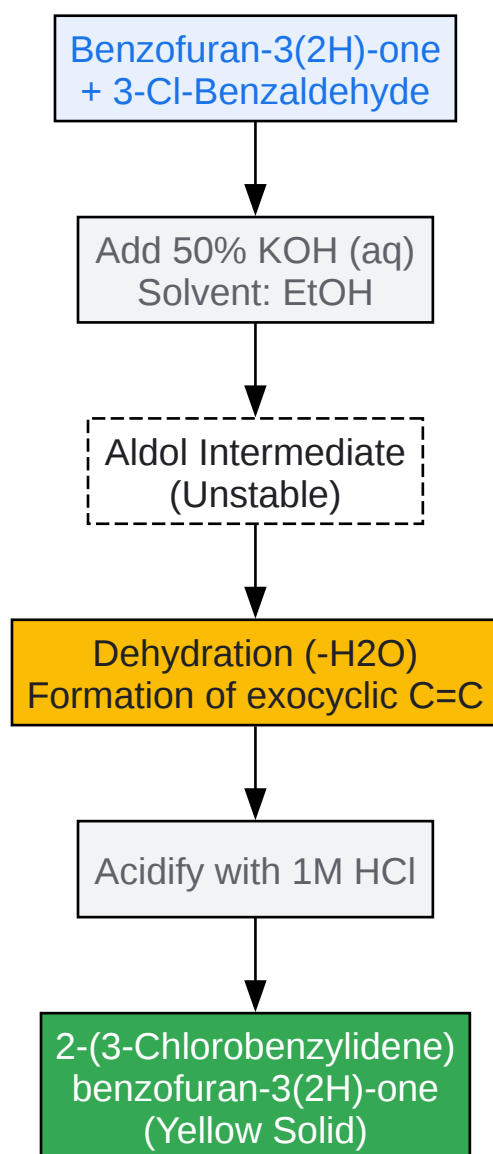 Benzofuran-3(2H)-one
+ 3-Cl-Benzaldehyde
Add 50% KOH (aq)
Solvent: EtOH
Aldol Intermediate
(Unstable)
Dehydration (-H2O)
Formation of exocyclic C=C
Acidify with 1M HCl
2-(3-Chlorobenzylidene)
benzofuran-3(2H)-one
(Yellow Solid)